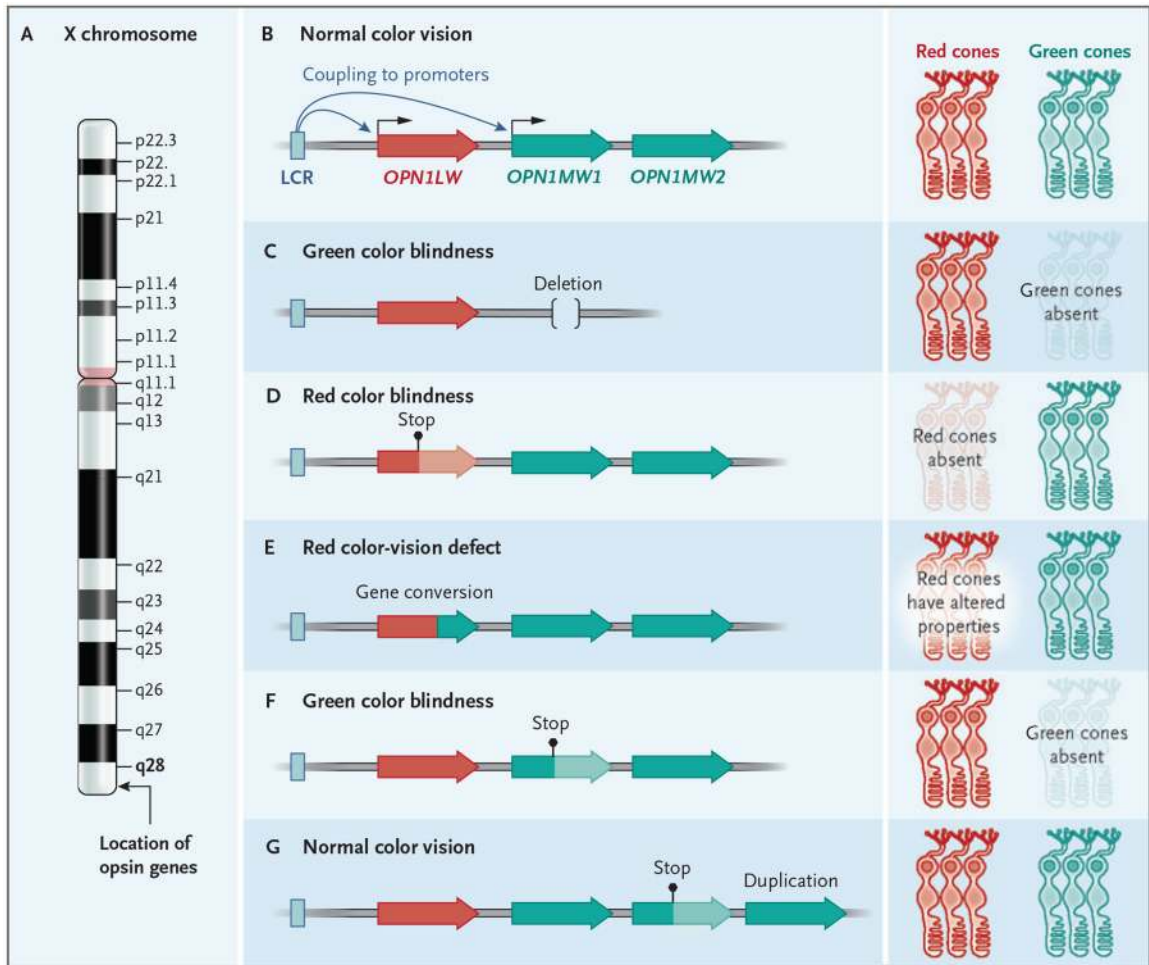 A X chromosome
p22.3
p22.
p22.1
p21
p11.4
p11.3
p11.2
p11.1
q11.1
q12
q13
q21
q22
q23
q24
q25
q26
q27
q28
Location of
opsin genes
B Normal color vision
Coupling to promoters
LCR
OPN1LW
OPN1MW1
OPN1MW2
Red cones
Green cones
C Green color blindness
Deletion
Green cones
absent
D Red color blindness
Stop
Red cones
absent
E Red color-vision defect
Gene conversion
Red cones
have altered
properties
F Green color blindness
Stop
Green cones
absent
G Normal color vision
Stop
Duplication